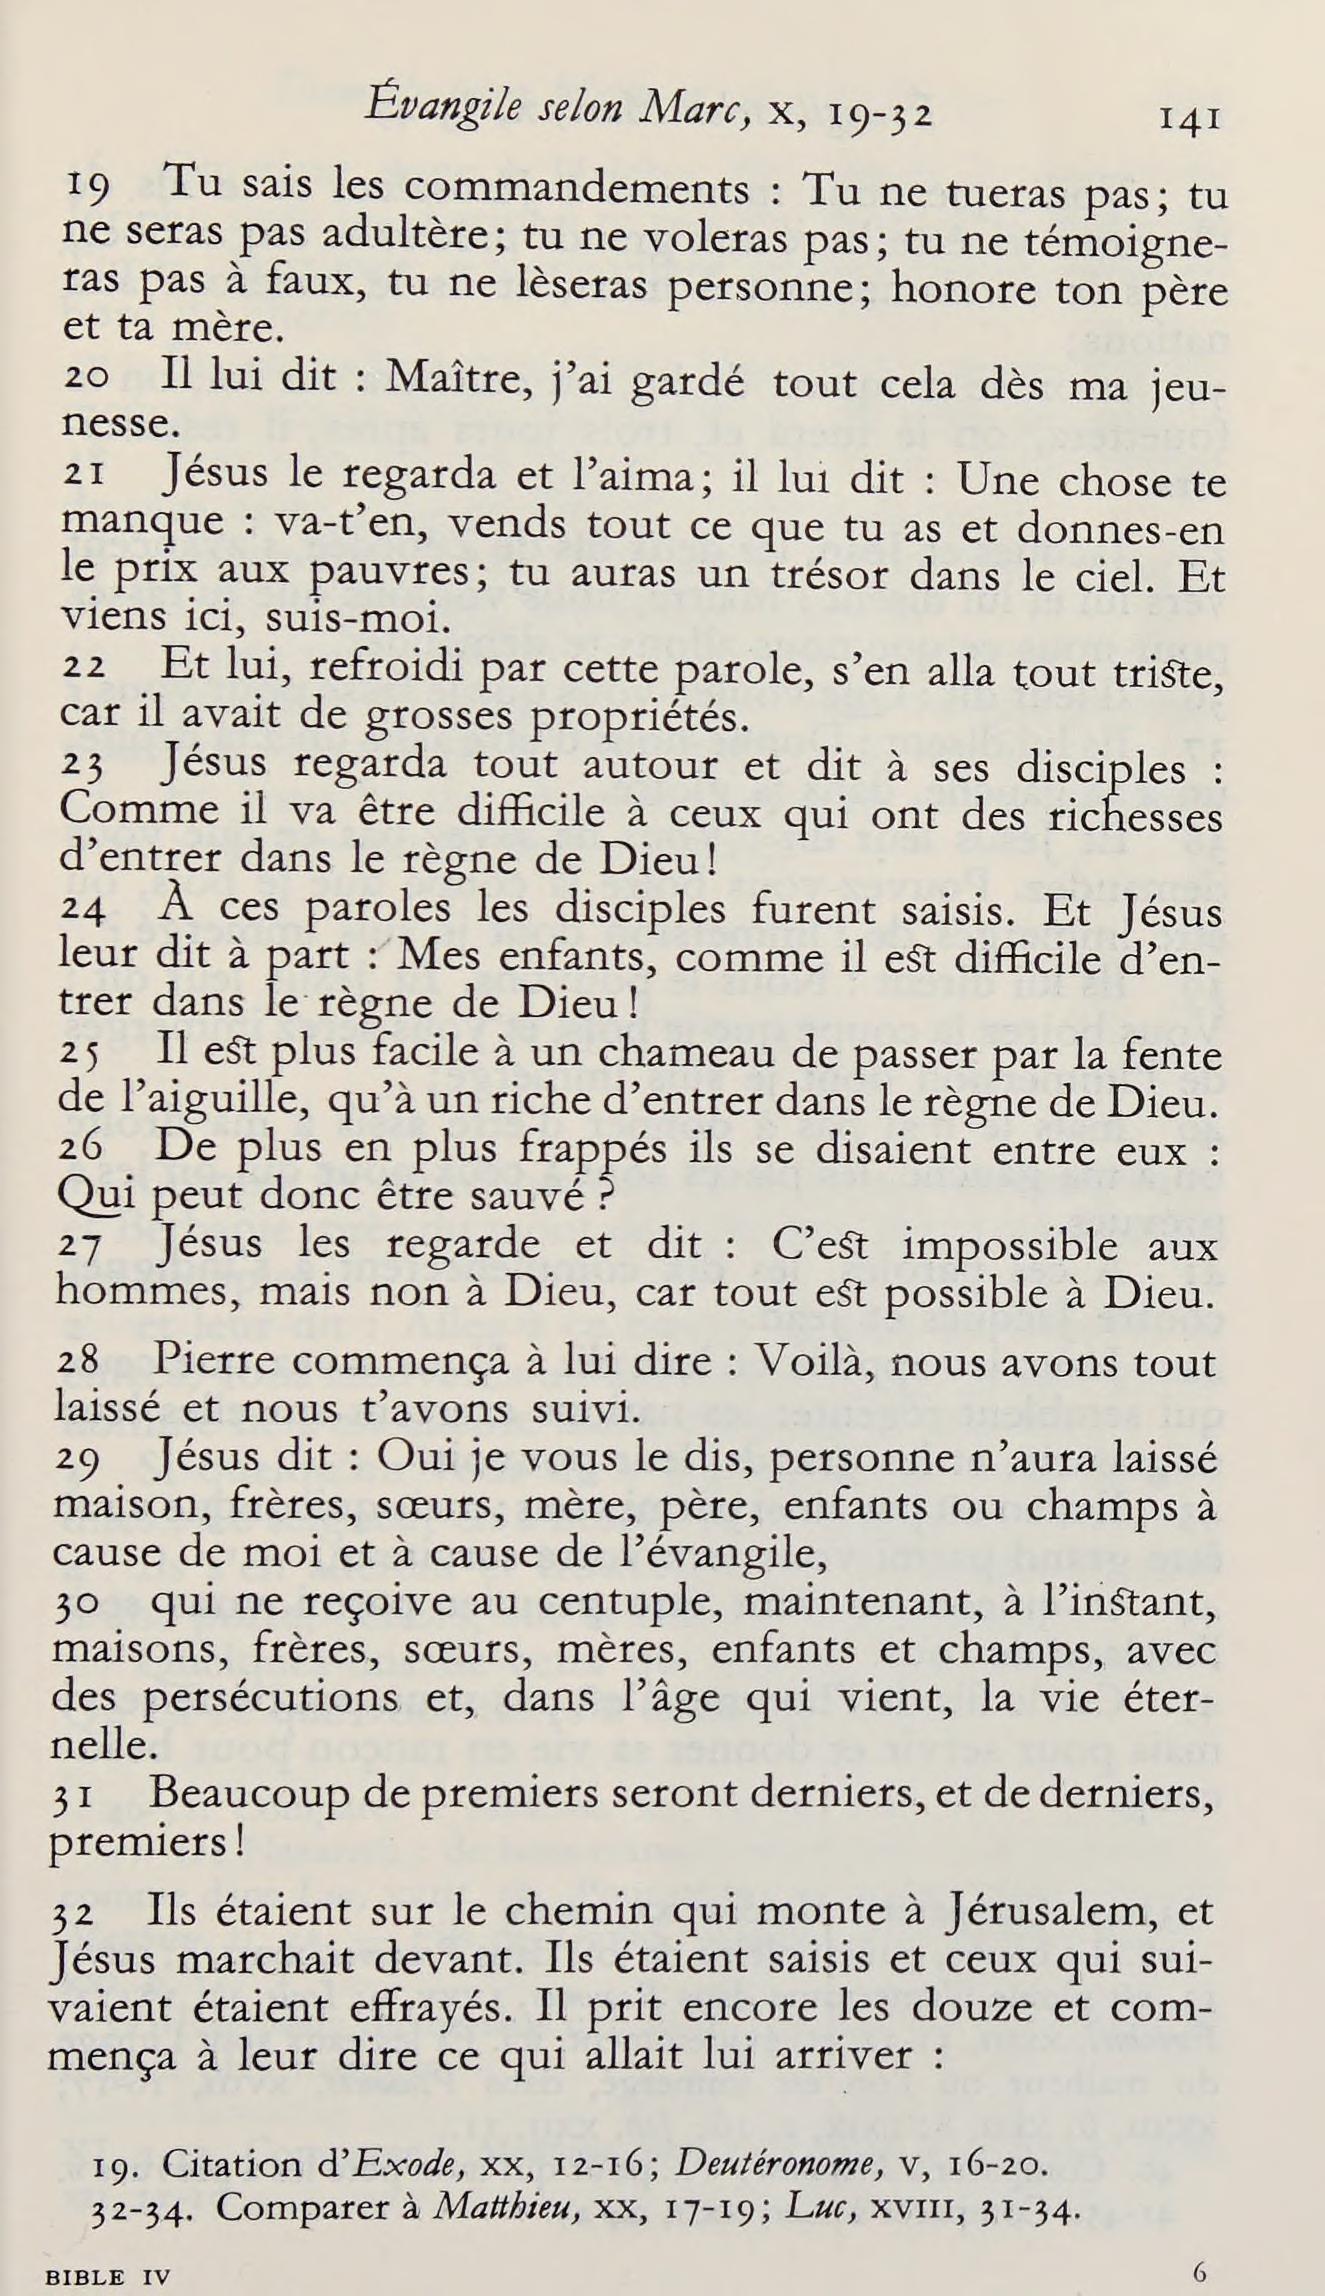 Évangile selon Marc, X, 19-32 141
19 Tu sais les commandements : Tu ne tueras pas; tu
ne seras pas adultère; tu ne voleras pas; tu ne témoigne-
ras pas à faux, tu ne lèseras personne; honore ton père
et ta mère.
20 Il lui dit : Maître, j'ai gardé tout cela dès ma jeu-
nesse.
21 Jésus le regarda et l'aima; il lui dit : Une chose te
manque : va-t'en, vends tout ce que tu as et donnes-en
le prix aux pauvres; tu auras un trésor dans le ciel. Et
viens ici, suis-moi.
22 Et lui, refroidi par cette parole, s'en alla tout triste,
car il avait de grosses propriétés.
23 Jésus regarda tout autour et dit à ses disciples :
Comme il va être difficile à ceux qui ont des richesses
d'entrer dans le règne de Dieu!
24 À ces paroles les disciples furent saisis. Et Jésus
leur dit à part : Mes enfants, comme il est difficile d'en-
trer dans le règne de Dieu!
25 Il est plus facile à un chameau de passer par la fente
de l'aiguille, qu'à un riche d'entrer dans le règne de Dieu.
26 De plus en plus frappés ils se disaient entre eux :
Qui peut donc être sauvé ?
27 Jésus les regarde et dit : C'est impossible aux
hommes, mais non à Dieu, car tout est possible à Dieu.
28 Pierre commença à lui dire : Voilà, nous avons tout
laissé et nous t'avons suivi.
29 Jésus dit : Oui je vous le dis, personne n'aura laissé
maison, frères, sœurs, mère, père, enfants ou champs à
cause de moi et à cause de l'évangile,
30 qui ne reçoive au centuple, maintenant, à l'instant,
maisons, frères, sœurs, mères, enfants et champs, avec
des persécutions et, dans l'âge qui vient, la vie éter-
nelle.
31 Beaucoup de premiers seront derniers, et de derniers,
premiers!
32 Ils étaient sur le chemin qui monte à Jérusalem, et
Jésus marchait devant. Ils étaient saisis et ceux qui sui-
vaient étaient effrayés. Il prit encore les douze et com-
mença à leur dire ce qui allait lui arriver :
19. Citation d'Exode, XX, 12-16; Deutéronome, V, 16-20.
32-34. Comparer à Matthieu, XX, 17-19; Luc, XVIII, 31-34.
BIBLE IV 6